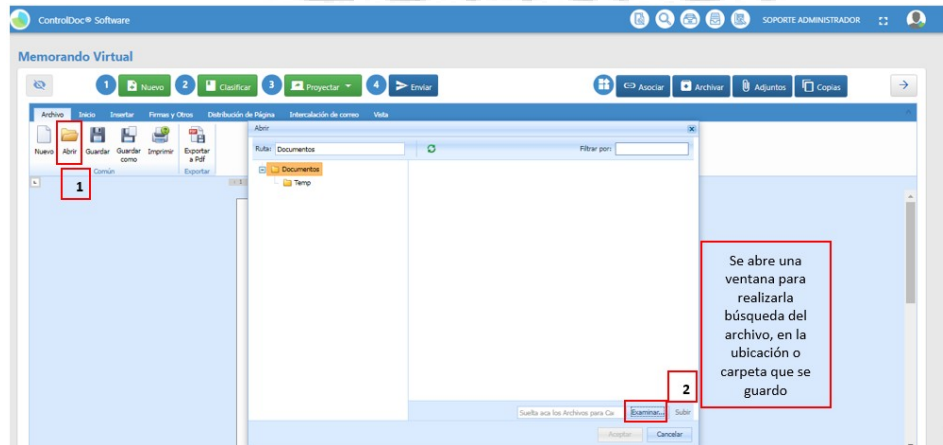 ControlDoc® Software
SOPORTE ADMINISTRADOR
Memorando Virtual
1 Nuevo 2 Clasificar 3 Proyectar 4 Enviar
Asociar Archivar Adjuntos Copias
Archivo Inicio Insertar Firmas y Otros Distribución de Página Intercalación de correo Vista
Nuevo Abrir Guardar Guardar como Imprimir Exportar a Pdf
Común Exportar
1
Abrir
Ruta: Documentos
Filtrar por:
Documentos
Temp
Se abre una
ventana para
realizarla
búsqueda del
archivo, en la
ubicación o
carpeta que se
guardo
2
Suelta aca los Archivos para Ca Examinar... Subir
Aceptar Cancelar